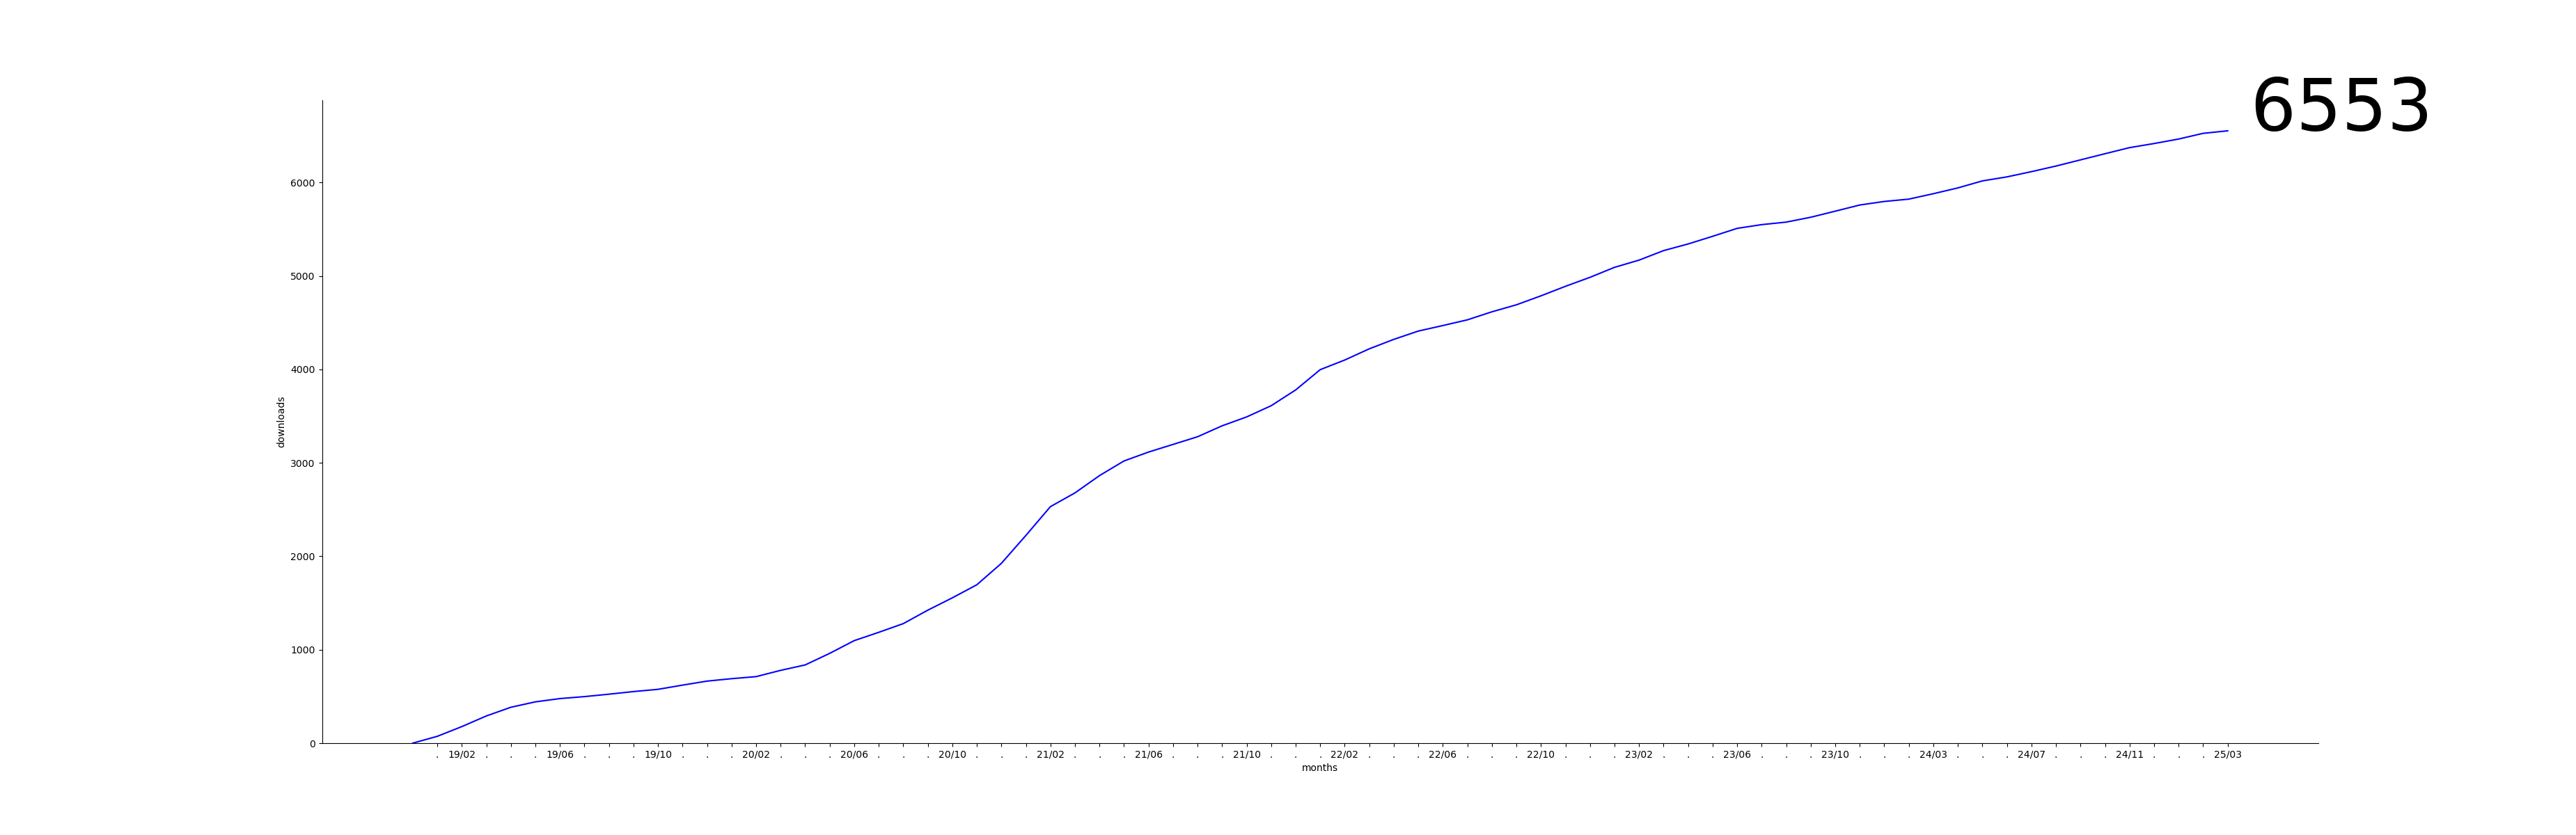 6553
6000
5000
4000
3000
2000
1000
0
downloads
. 19/02 . . . 19/06 . . . 19/10 . . . 20/02 . . . 20/06 . . . 20/10 . . . 21/02 . . . 21/06 . . . 21/10 . . . 22/02 . . . 22/06 . . . 22/10 . . . 23/02 . . . 23/06 . . . 23/10 . . . 24/03 . . . 24/07 . . . 24/11 . . . 25/03
months